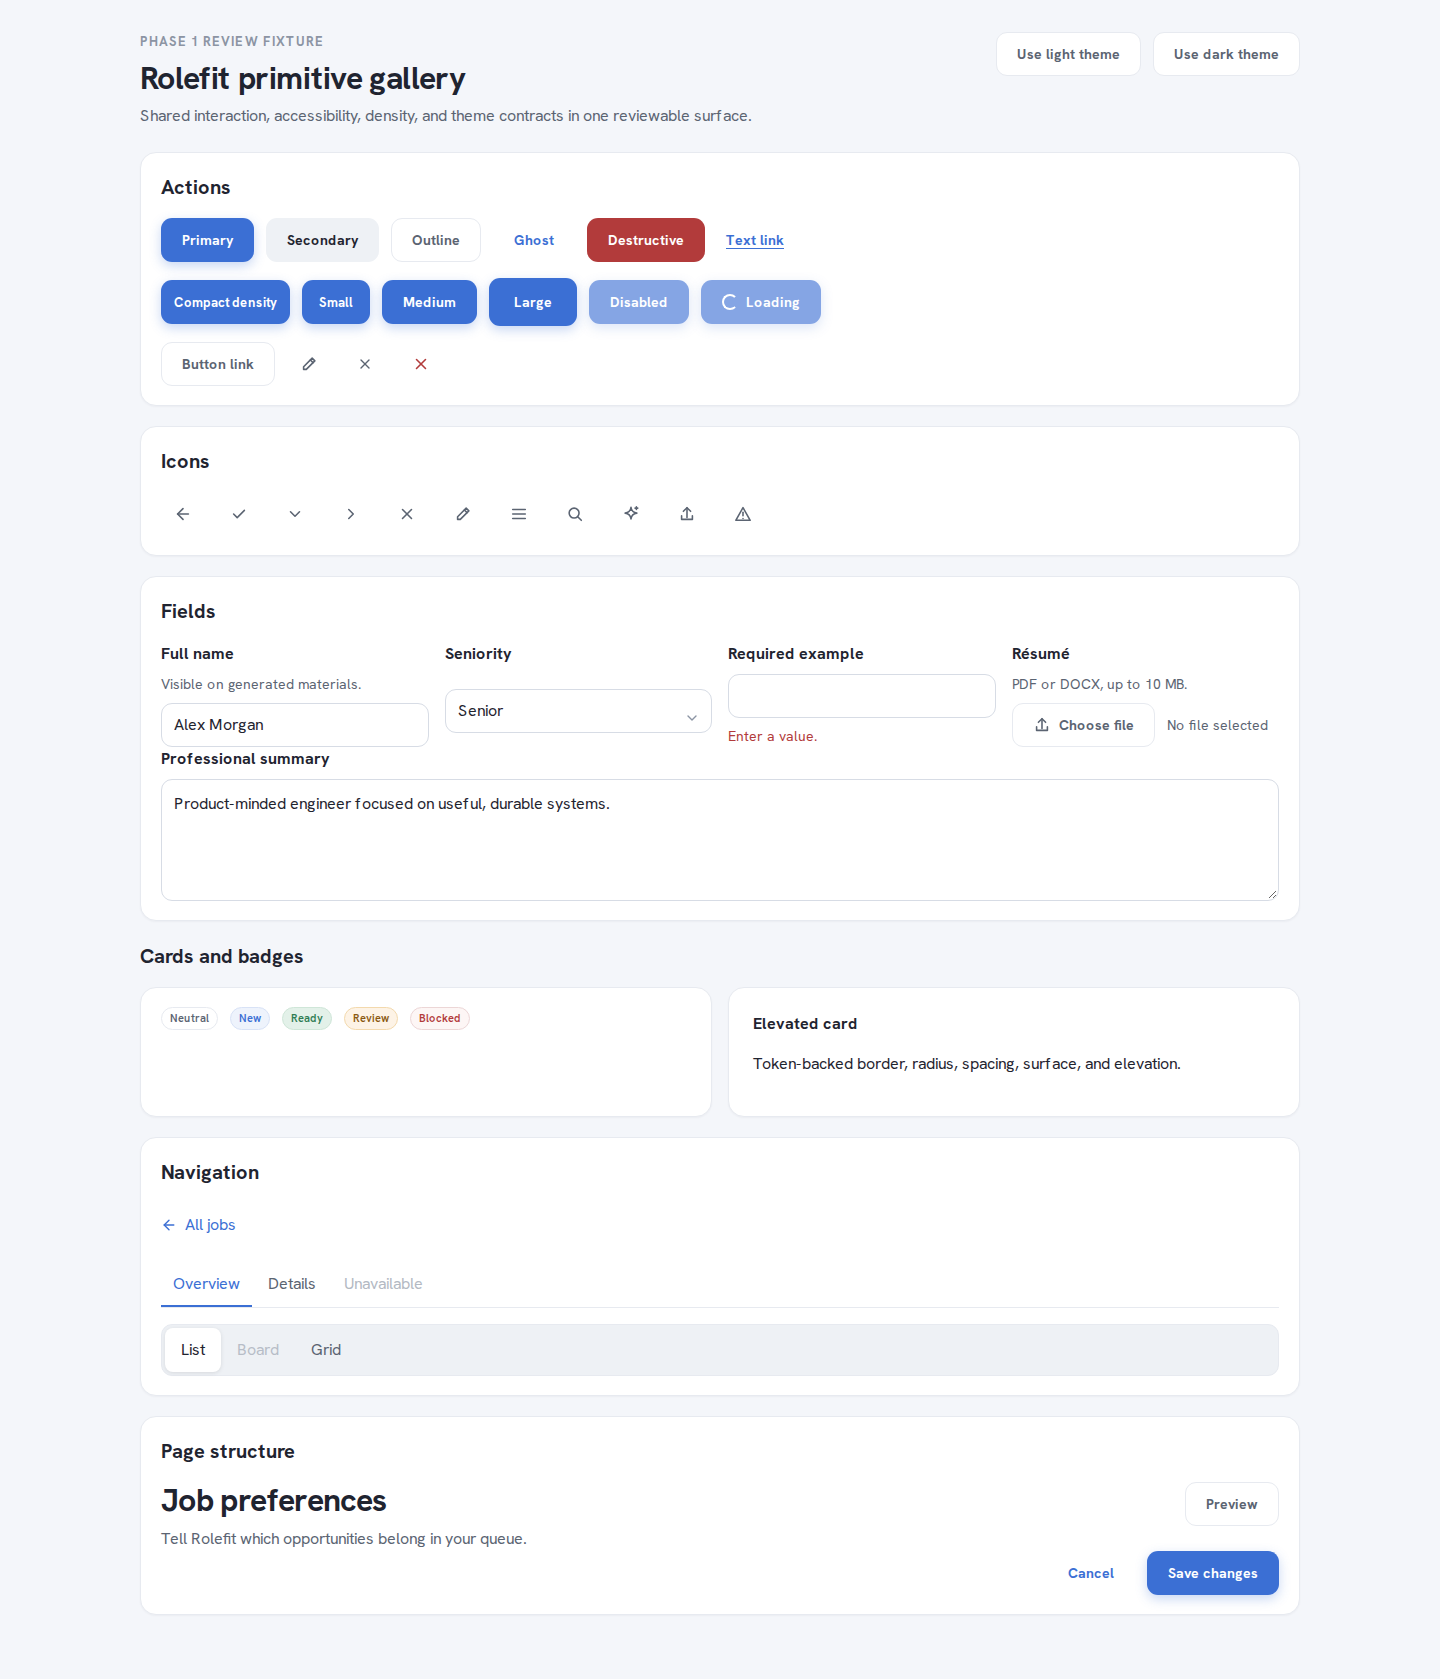 PHASE 1 REVIEW FIXTURE
Rolefit primitive gallery
Shared interaction, accessibility, density, and theme contracts in one reviewable surface.
Use light theme
Use dark theme
Actions
Primary
Secondary
Outline
Ghost
Destructive
Text link
Compact density
Small
Medium
Large
Disabled
Loading
Button link
Icons
Fields
Full name
Visible on generated materials.
Alex Morgan
Seniority
Senior
Required example
Enter a value.
Résumé
PDF or DOCX, up to 10 MB.
Choose file
No file selected
Professional summary
Product-minded engineer focused on useful, durable systems.
Cards and badges
Neutral
New
Ready
Review
Blocked
Elevated card
Token-backed border, radius, spacing, surface, and elevation.
Navigation
All jobs
Overview
Details
Unavailable
List
Board
Grid
Page structure
Job preferences
Tell Rolefit which opportunities belong in your queue.
Preview
Cancel
Save changes